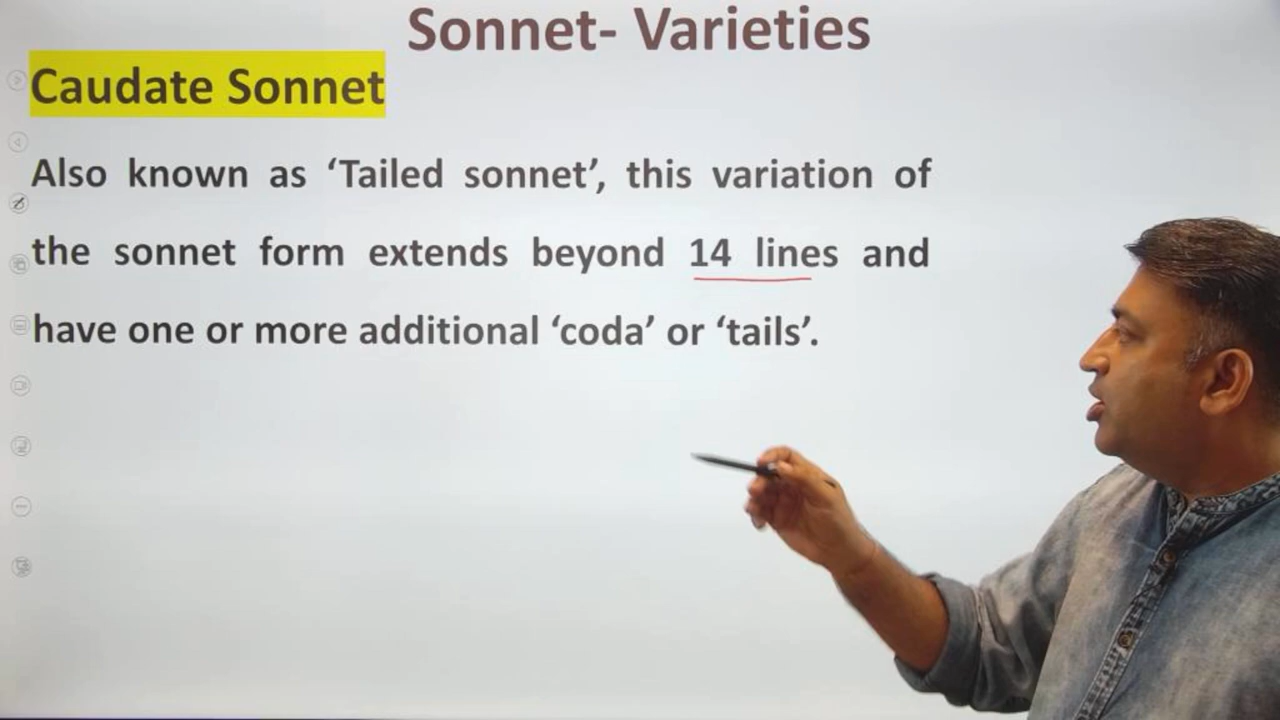 Sonnet- Varieties
Caudate Sonnet
Also known as ‘Tailed sonnet’, this variation of
the sonnet form extends beyond 14 lines and
have one or more additional ‘coda’ or ‘tails’.